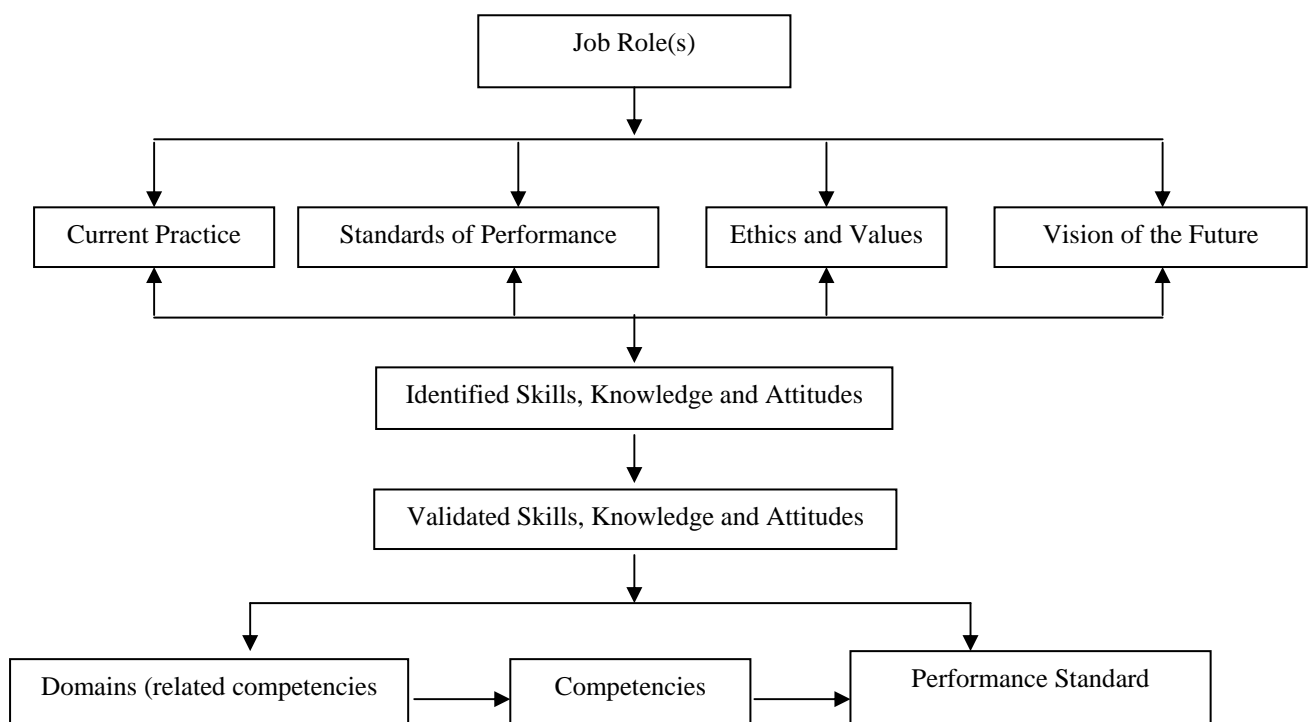 Job Role(s)
Current Practice
Standards of Performance
Ethics and Values
Vision of the Future
Identified Skills, Knowledge and Attitudes
Validated Skills, Knowledge and Attitudes
Domains (related competencies
Competencies
Performance Standard